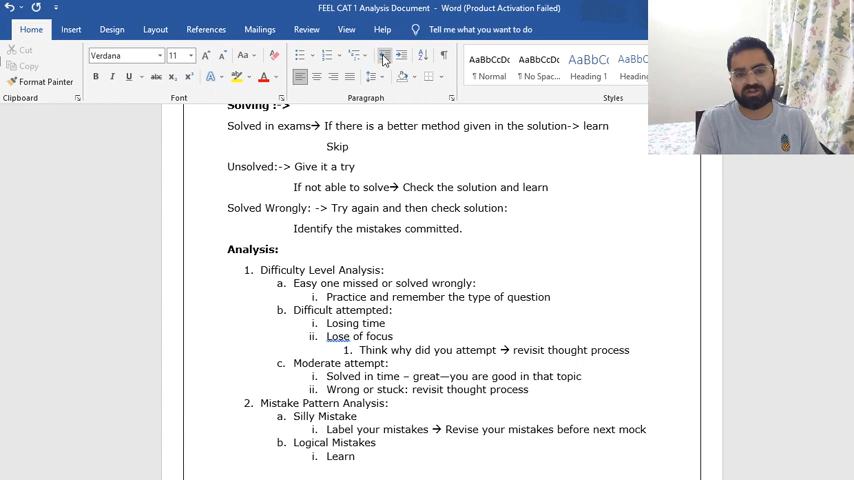 FEEL CAT 1 Analysis Document - Word (Product Activation Failed)
Home Insert Design Layout References Mailings Review View Help Tell me what you want to do
Cut
Copy
Format Painter
Clipboard
Verdana 11
Aa
B I U abc X₂ X² A A
Font
Paragraph
AaBbCcDc AaBbCcDc AaBbCc AaBbCc
¶ Normal ¶ No Spac... Heading 1 Heading
Styles
Solving :->
Solved in exams→ If there is a better method given in the solution-> learn
Skip
Unsolved:-> Give it a try
If not able to solve→ Check the solution and learn
Solved Wrongly: -> Try again and then check solution:
Identify the mistakes committed.
Analysis:
1. Difficulty Level Analysis:
a. Easy one missed or solved wrongly:
i. Practice and remember the type of question
b. Difficult attempted:
i. Losing time
ii. Lose of focus
1. Think why did you attempt → revisit thought process
c. Moderate attempt:
i. Solved in time – great—you are good in that topic
ii. Wrong or stuck: revisit thought process
2. Mistake Pattern Analysis:
a. Silly Mistake
i. Label your mistakes → Revise your mistakes before next mock
b. Logical Mistakes
i. Learn